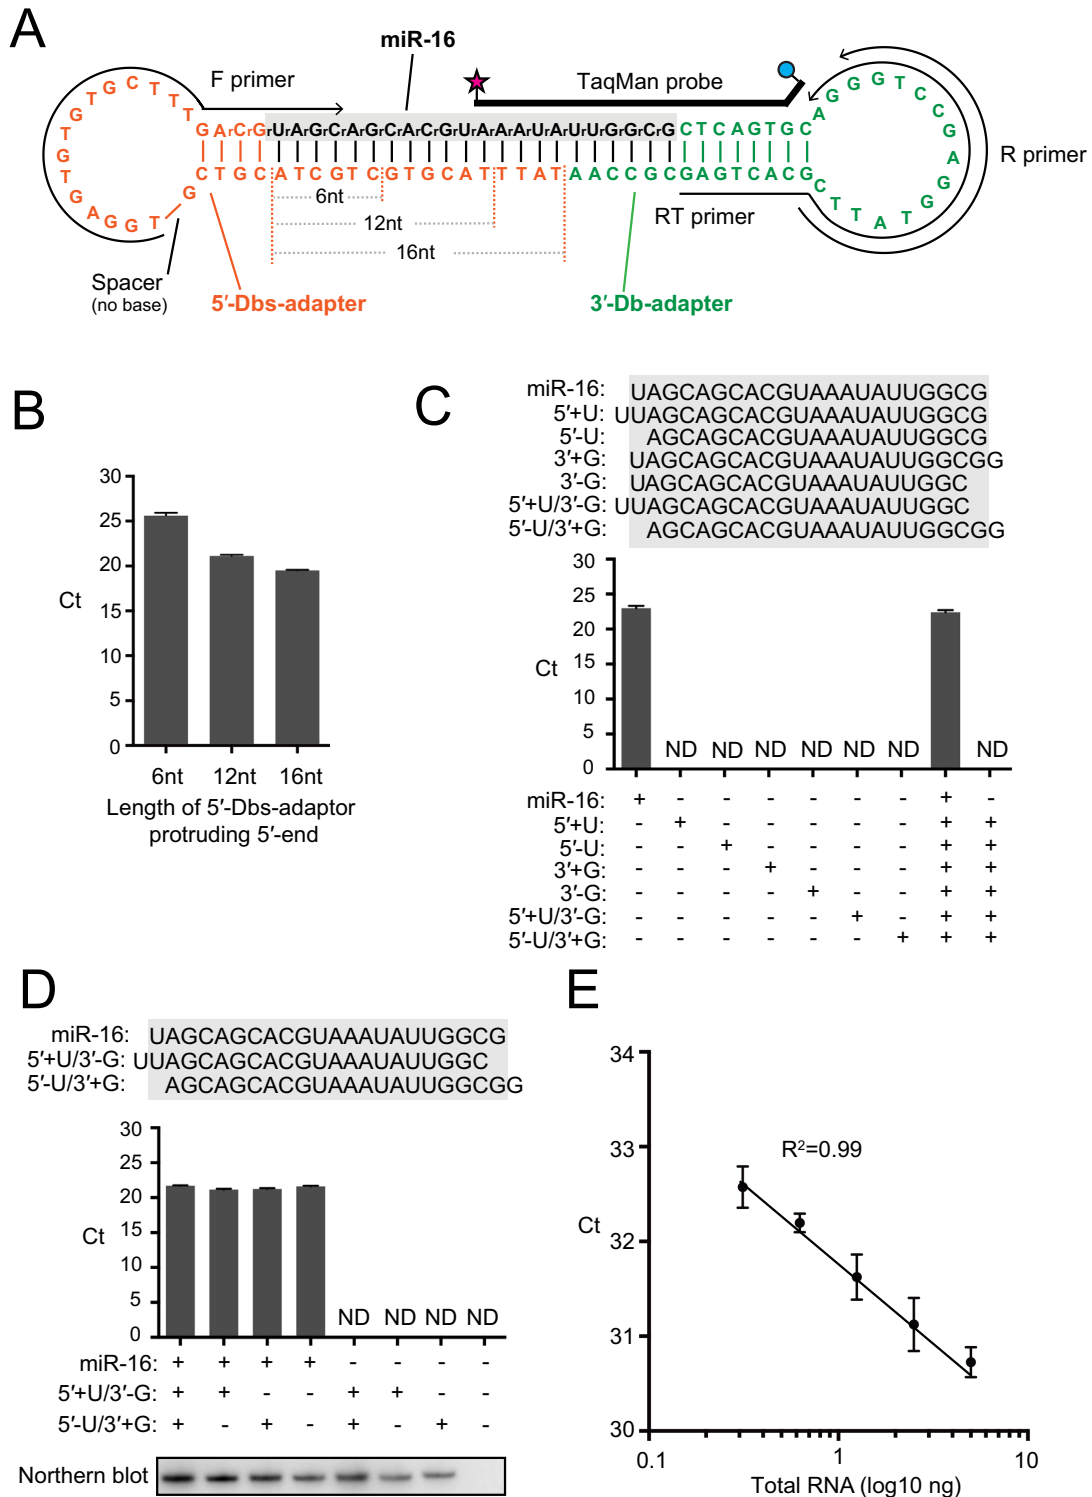 A
miR-16
F primer
TaqMan probe
R primer
TGAGGTTGTGTGCTTT
GArCrGrUrArGrCrArGrCrArCrGrUrArArArUrArUrUrGrGrCrGCTCAGTGC
AGGGTCCGAGGTATTC
G
CTGCATCGTCGTGCATTTATAACCGCGAGTCACG
6nt
12nt
16nt
RT primer
Spacer
(no base)
5′-Dbs-adapter
3′-Db-adapter
B
30
25
20
15
10
5
0
Ct
6nt
12nt
16nt
Length of 5′-Dbs-adaptor
protruding 5′-end
C
miR-16: UAGCAGCACGUAAAUAUUGGCG
5′+U: UUAGCAGCACGUAAAUAUUGGCG
5′-U: AGCAGCACGUAAAUAUUGGCG
3′+G: UAGCAGCACGUAAAUAUUGGCGG
3′-G: UAGCAGCACGUAAAUAUUGGC
5′+U/3′-G: UUAGCAGCACGUAAAUAUUGGC
5′-U/3′+G: AGCAGCACGUAAAUAUUGGCGG
30
25
20
15
10
5
0
Ct
ND ND ND ND ND ND ND
miR-16: + - - - - - - + -
5′+U: - + - - - - - + +
5′-U: - - + - - - - + +
3′+G: - - - + - - - + +
3′-G: - - - - + - - + +
5′+U/3′-G: - - - - - + - + +
5′-U/3′+G: - - - - - - + + +
D
miR-16: UAGCAGCACGUAAAUAUUGGCG
5′+U/3′-G: UUAGCAGCACGUAAAUAUUGGC
5′-U/3′+G: AGCAGCACGUAAAUAUUGGCGG
30
25
20
15
10
5
0
Ct
ND ND ND ND
miR-16: + + + + - - - -
5′+U/3′-G: + + - - + + - -
5′-U/3′+G: + - + - + - + -
Northern blot
E
34
33
32
31
30
Ct
R²=0.99
0.1
1
10
Total RNA (log10 ng)